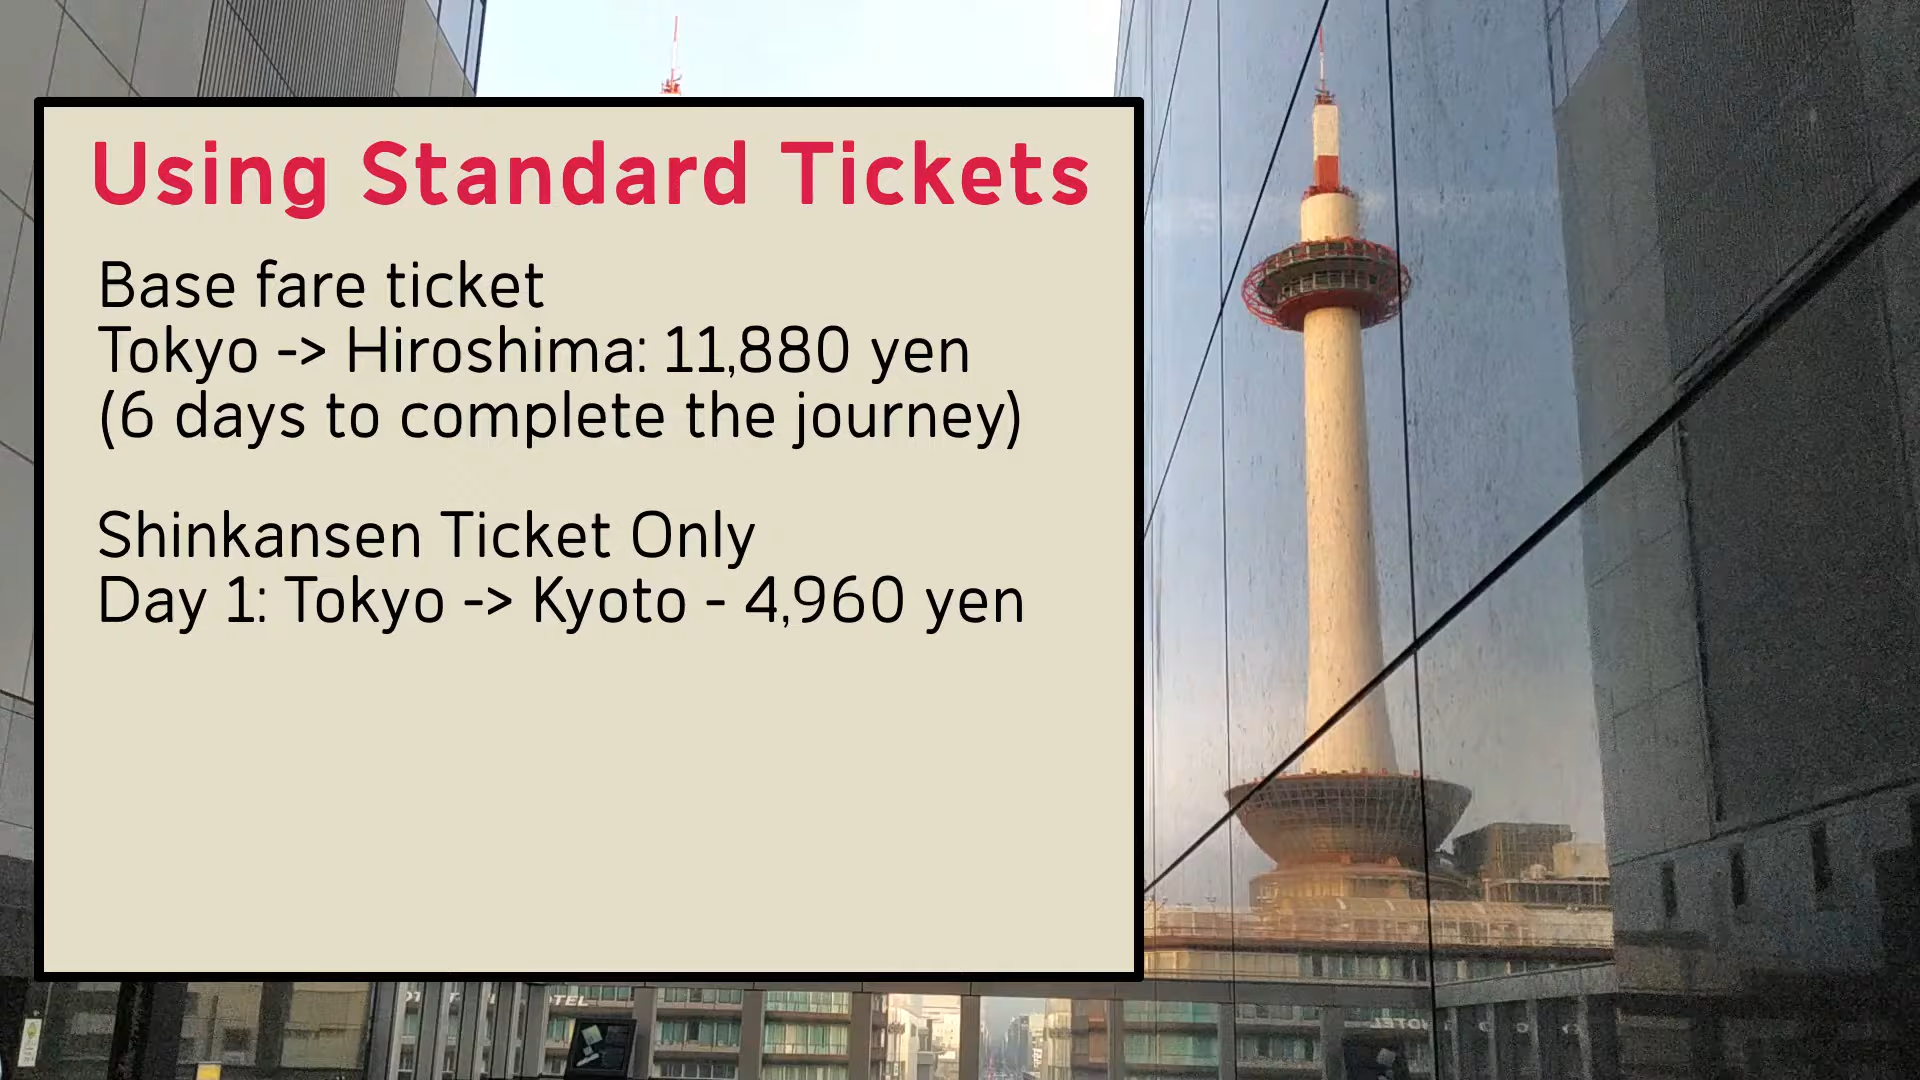 Using Standard Tickets
Base fare ticket
Tokyo -> Hiroshima: 11,880 yen
(6 days to complete the journey)
Shinkansen Ticket Only
Day 1: Tokyo -> Kyoto - 4,960 yen